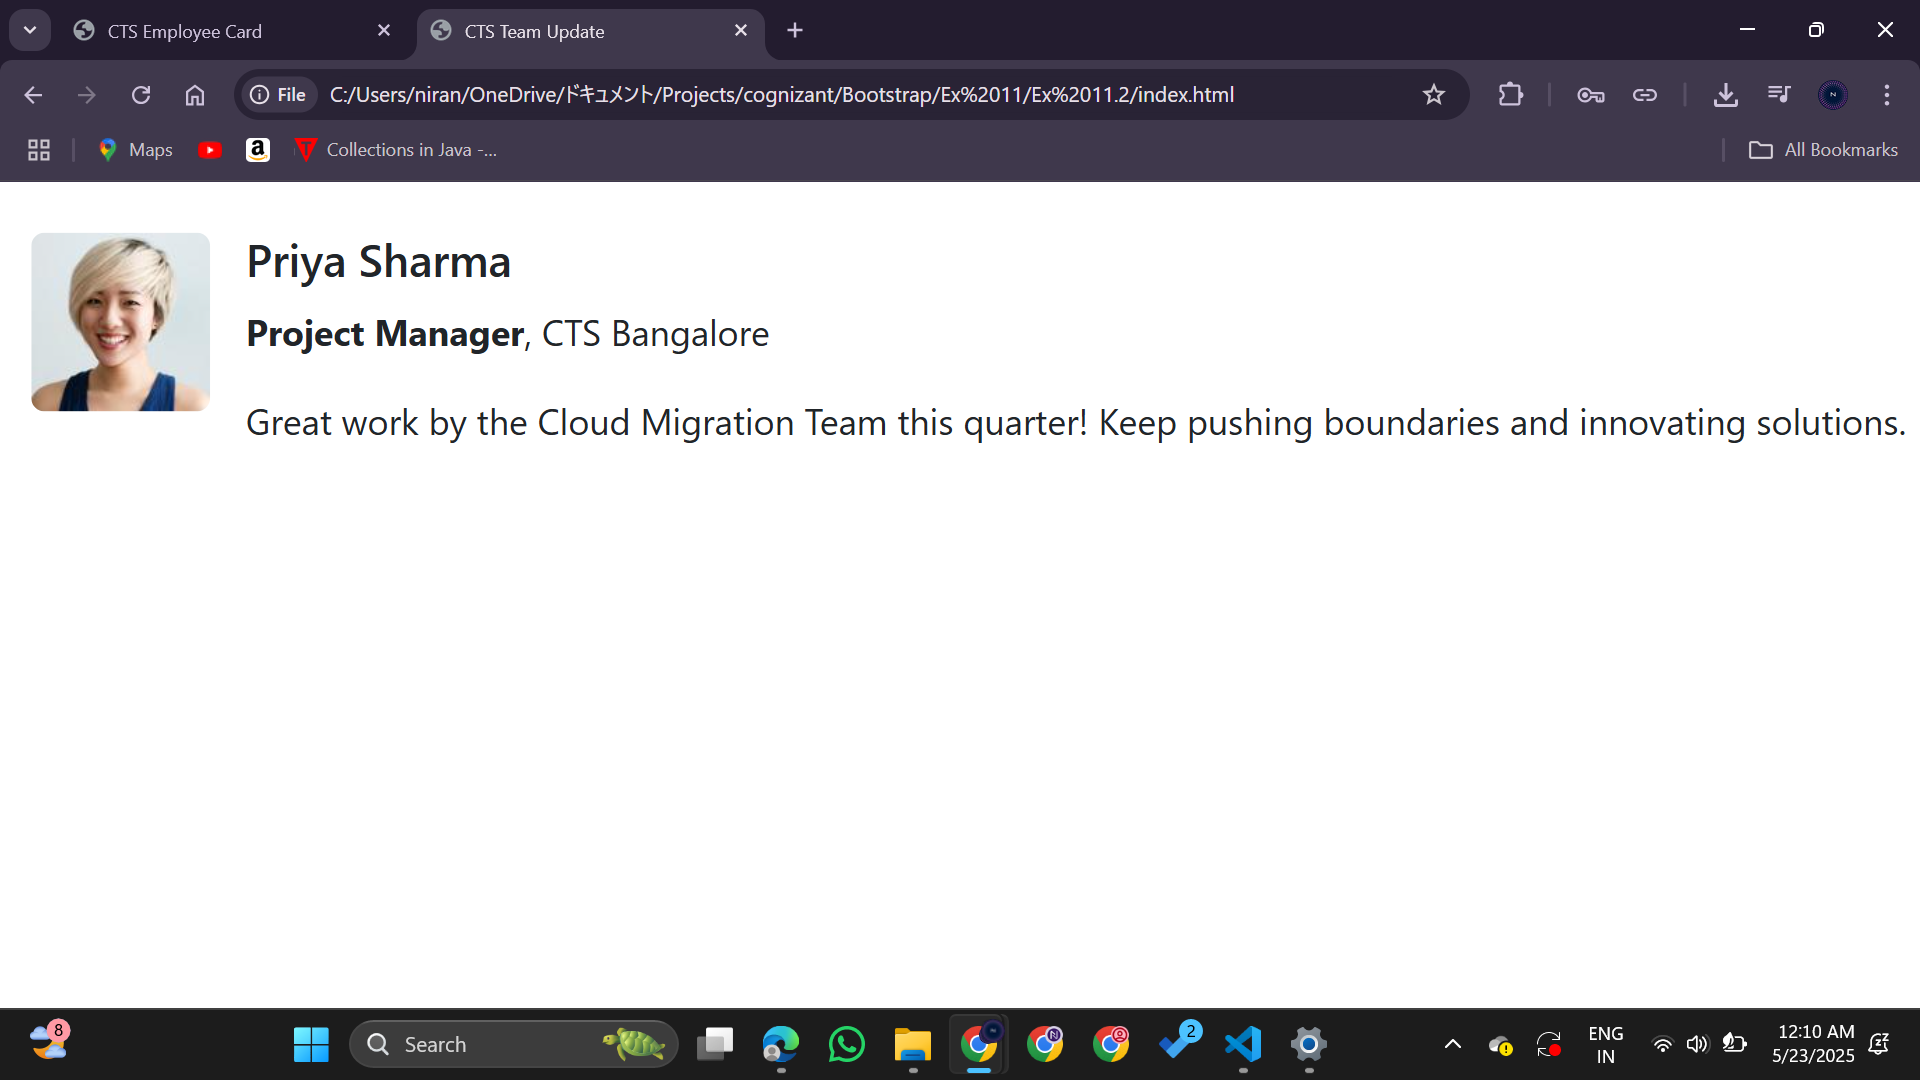 CTS Employee Card
CTS Team Update
File
C:/Users/niran/OneDrive/ドキュメント/Projects/cognizant/Bootstrap/Ex%2011/Ex%2011.2/index.html
Maps
Collections in Java -...
All Bookmarks
Priya Sharma
Project Manager, CTS Bangalore
Great work by the Cloud Migration Team this quarter! Keep pushing boundaries and innovating solutions.
8
Search
2
ENG
IN
12:10 AM
5/23/2025